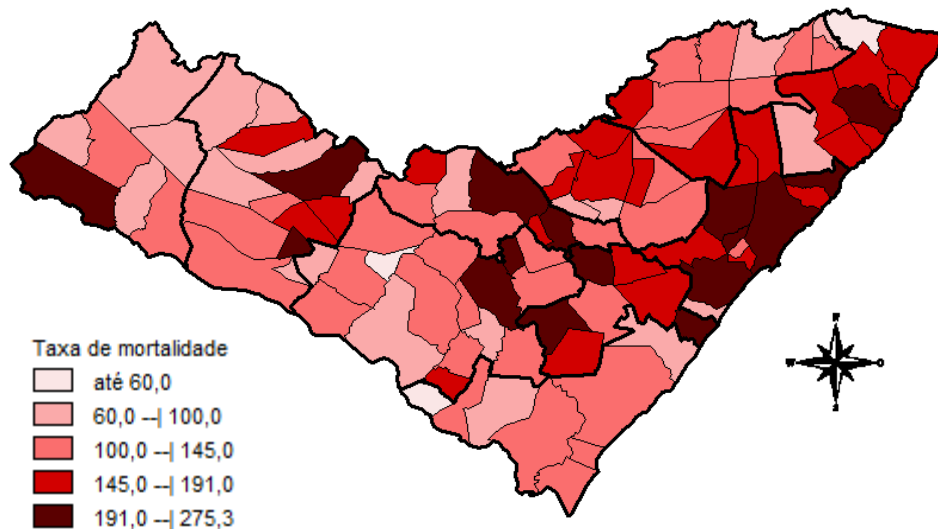 Taxa de mortalidade
até 60,0
60,0 --| 100,0
100,0 --| 145,0
145,0 --| 191,0
191,0 --| 275,3
W
O